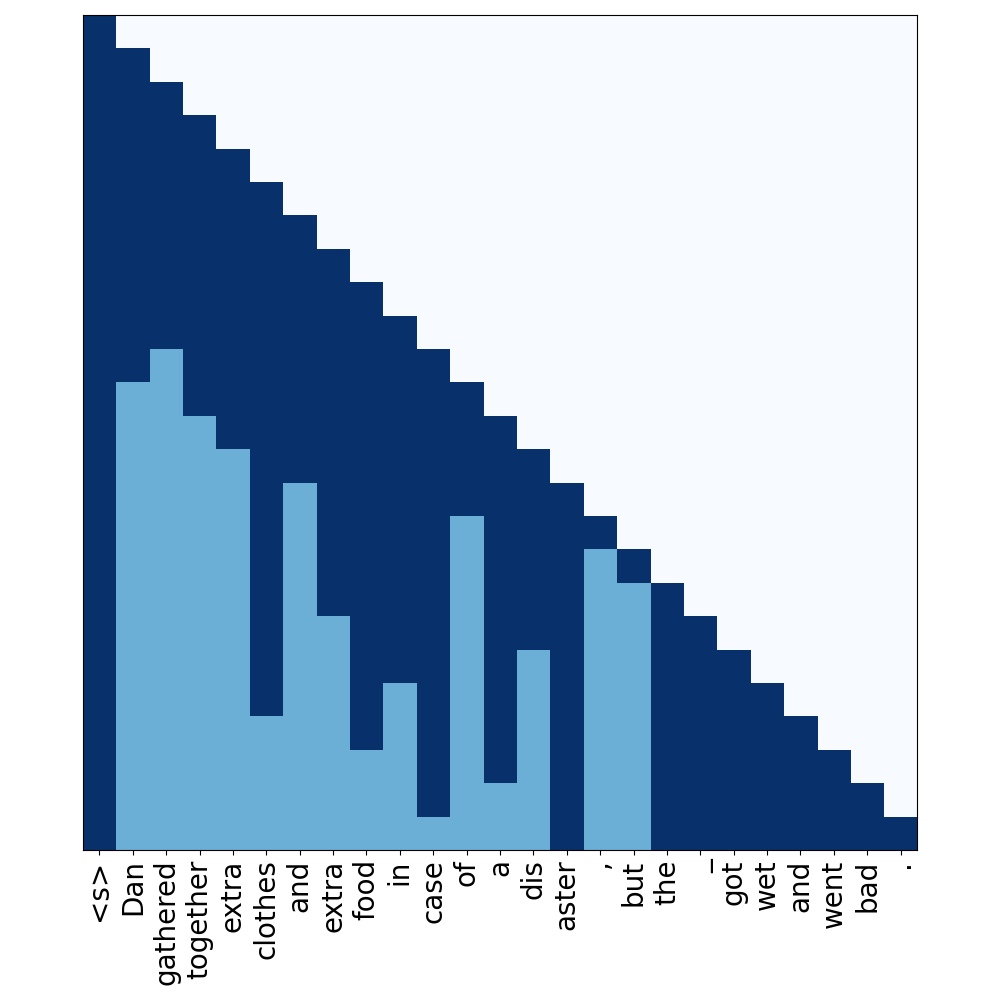 <s> Dan gathered together extra clothes and extra food in case of a dis aster , but the _ got wet and went bad .